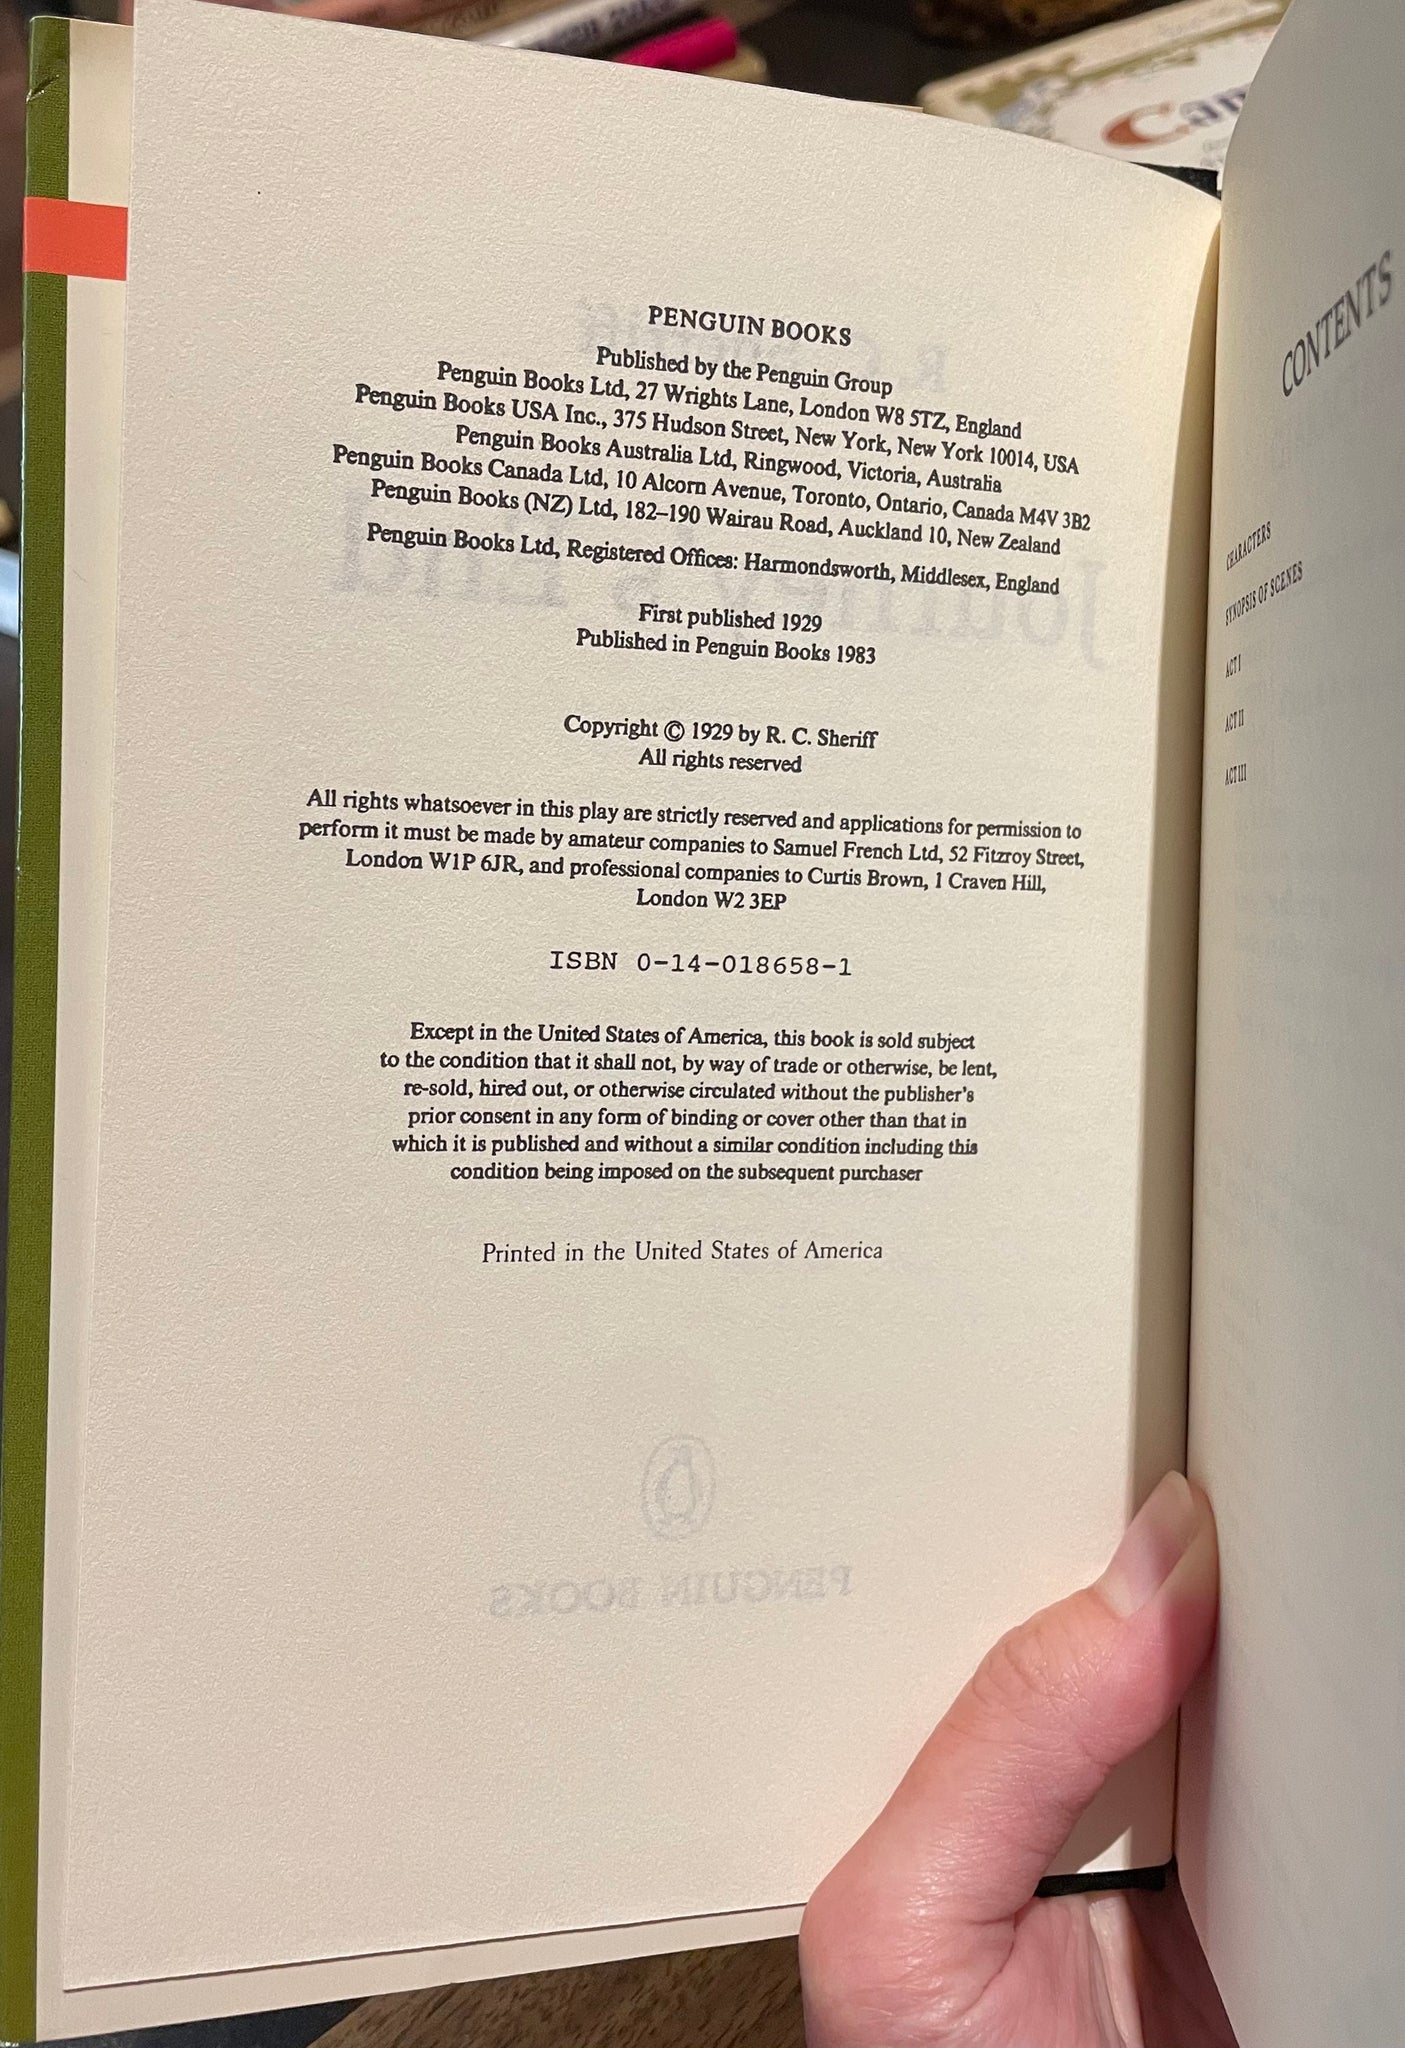 Can
PENGUIN BOOKS
Published by the Penguin Group
Penguin Books Ltd, 27 Wrights Lane, London W8 5TZ, England
Penguin Books USA Inc., 375 Hudson Street, New York, New York 10014, USA
Penguin Books Australia Ltd, Ringwood, Victoria, Australia
Penguin Books Canada Ltd, 10 Alcorn Avenue, Toronto, Ontario, Canada M4V 3B2
Penguin Books (NZ) Ltd, 182–190 Wairau Road, Auckland 10, New Zealand
Penguin Books Ltd, Registered Offices: Harmondsworth, Middlesex, England
First published 1929
Published in Penguin Books 1983
Copyright © 1929 by R. C. Sheriff
All rights reserved
All rights whatsoever in this play are strictly reserved and applications for permission to
perform it must be made by amateur companies to Samuel French Ltd, 52 Fitzroy Street,
London W1P 6JR, and professional companies to Curtis Brown, 1 Craven Hill,
London W2 3EP
ISBN 0-14-018658-1
Except in the United States of America, this book is sold subject
to the condition that it shall not, by way of trade or otherwise, be lent,
re-sold, hired out, or otherwise circulated without the publisher's
prior consent in any form of binding or cover other than that in
which it is published and without a similar condition including this
condition being imposed on the subsequent purchaser
Printed in the United States of America
PENGUIN BOOKS
CONTENTS
CHARACTERS
SYNOPSIS OF SCENES
ACT I
ACT II
ACT III